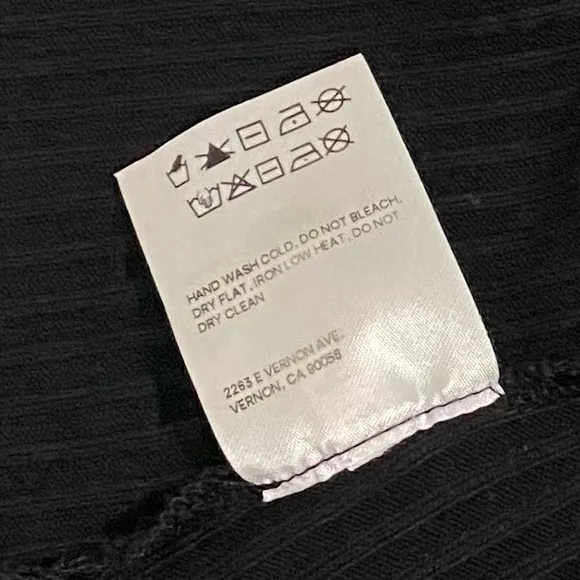 HAND WASH COLD, DO NOT BLEACH,
DRY FLAT, IRON LOW HEAT, DO NOT
DRY CLEAN
2263 E VERNON AVE.
VERNON, CA 90058